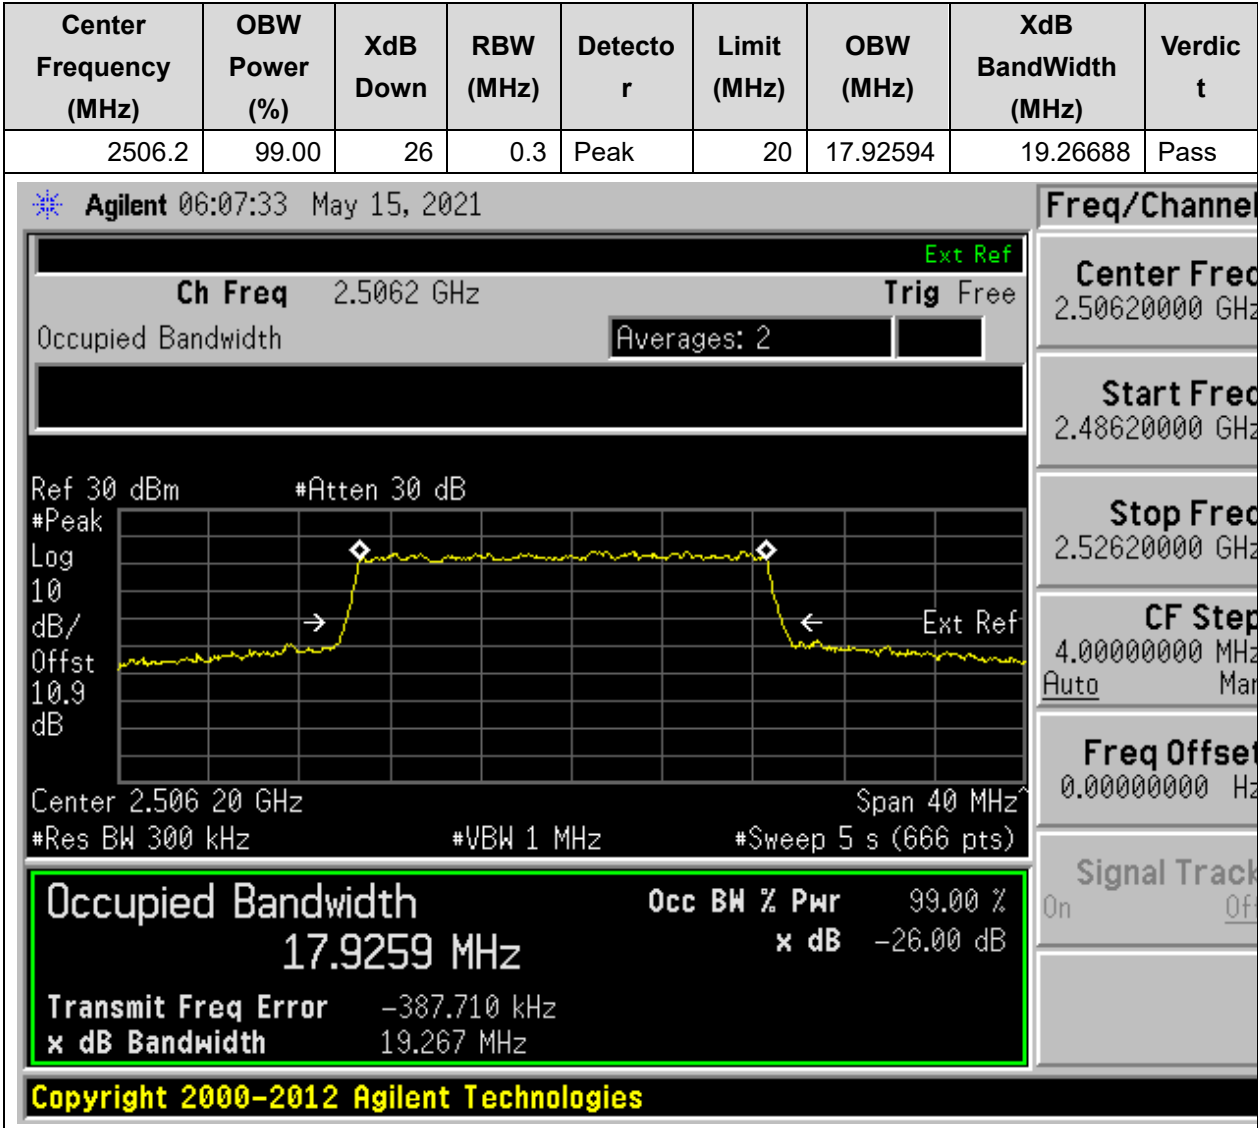 Center Frequency (MHz) OBW Power (%) XdB Down RBW (MHz) Detecto r Limit (MHz) OBW (MHz) XdB BandWidth (MHz) Verdic t
2506.2 99.00 26 0.3 Peak 20 17.92594 19.26688 Pass
Agilent 06:07:33 May 15, 2021 Freq/Channel
Ext Ref
Ch Freq 2.5062 GHz Trig Free
Occupied Bandwidth Averages: 2
Center Freq
2.50620000 GHz
Start Freq
2.48620000 GHz
Stop Freq
2.52620000 GHz
CF Step
4.00000000 MHz
Auto Man
Freq Offset
0.00000000 Hz
Signal Track
On Off
Ref 30 dBm #Atten 30 dB
#Peak
Log
10
dB/
Offst
10.9
dB
Ext Ref
Center 2.506 20 GHz Span 40 MHz^
#Res BW 300 kHz #VBW 1 MHz #Sweep 5 s (666 pts)
Occupied Bandwidth Occ BW % Pwr 99.00 %
17.9259 MHz x dB -26.00 dB
Transmit Freq Error -387.710 kHz
x dB Bandwidth 19.267 MHz
Copyright 2000-2012 Agilent Technologies